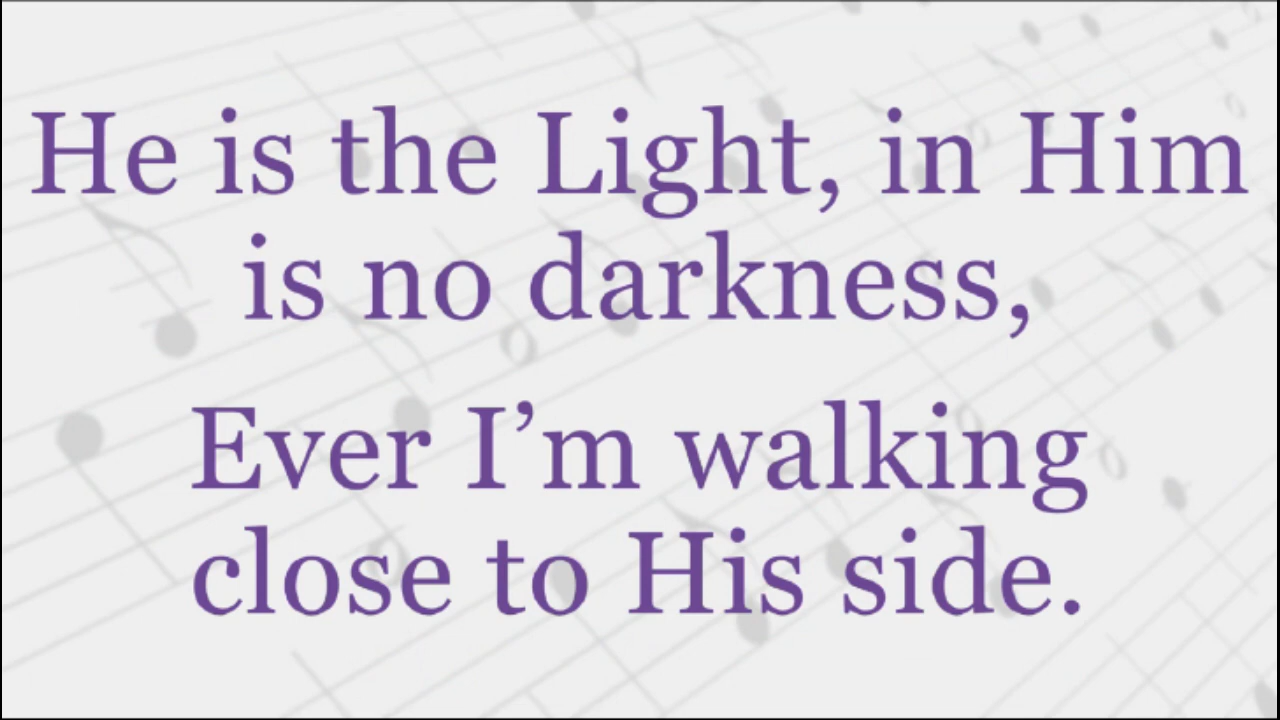 He is the Light, in Him
is no darkness,
Ever I’m walking
close to His side.